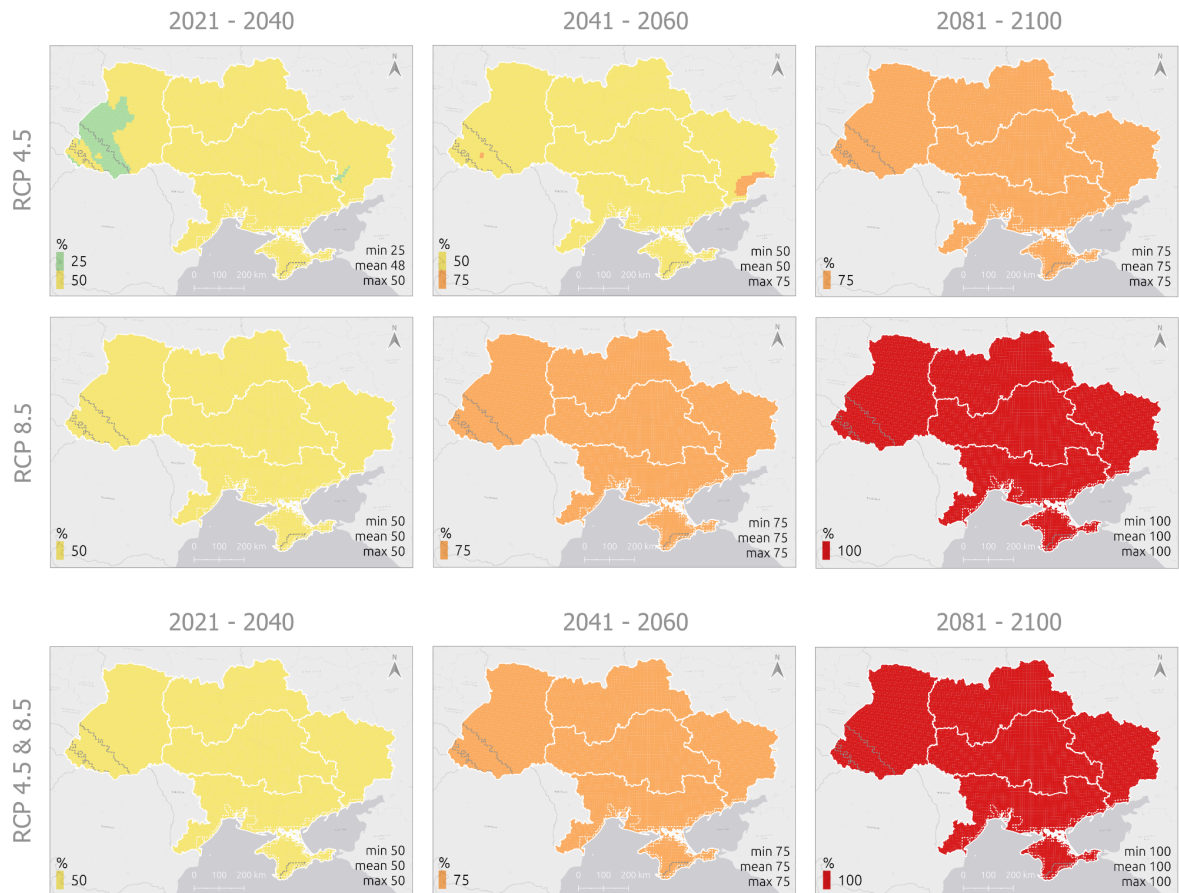 2021 - 2040
2041 - 2060
2081 - 2100
RCP 4.5
N
%
25
50
min 25
mean 48
max 50
0 100 200 km
N
%
50
75
min 50
mean 50
max 75
0 100 200 km
N
%
75
min 75
mean 75
max 75
0 100 200 km
RCP 8.5
N
%
50
min 50
mean 50
max 50
0 100 200 km
N
%
75
min 75
mean 75
max 75
0 100 200 km
N
%
100
min 100
mean 100
max 100
0 100 200 km
2021 - 2040
2041 - 2060
2081 - 2100
RCP 4.5 & 8.5
N
%
50
min 50
mean 50
max 50
0 100 200 km
N
%
75
min 75
mean 75
max 75
0 100 200 km
N
%
100
min 100
mean 100
max 100
0 100 200 km